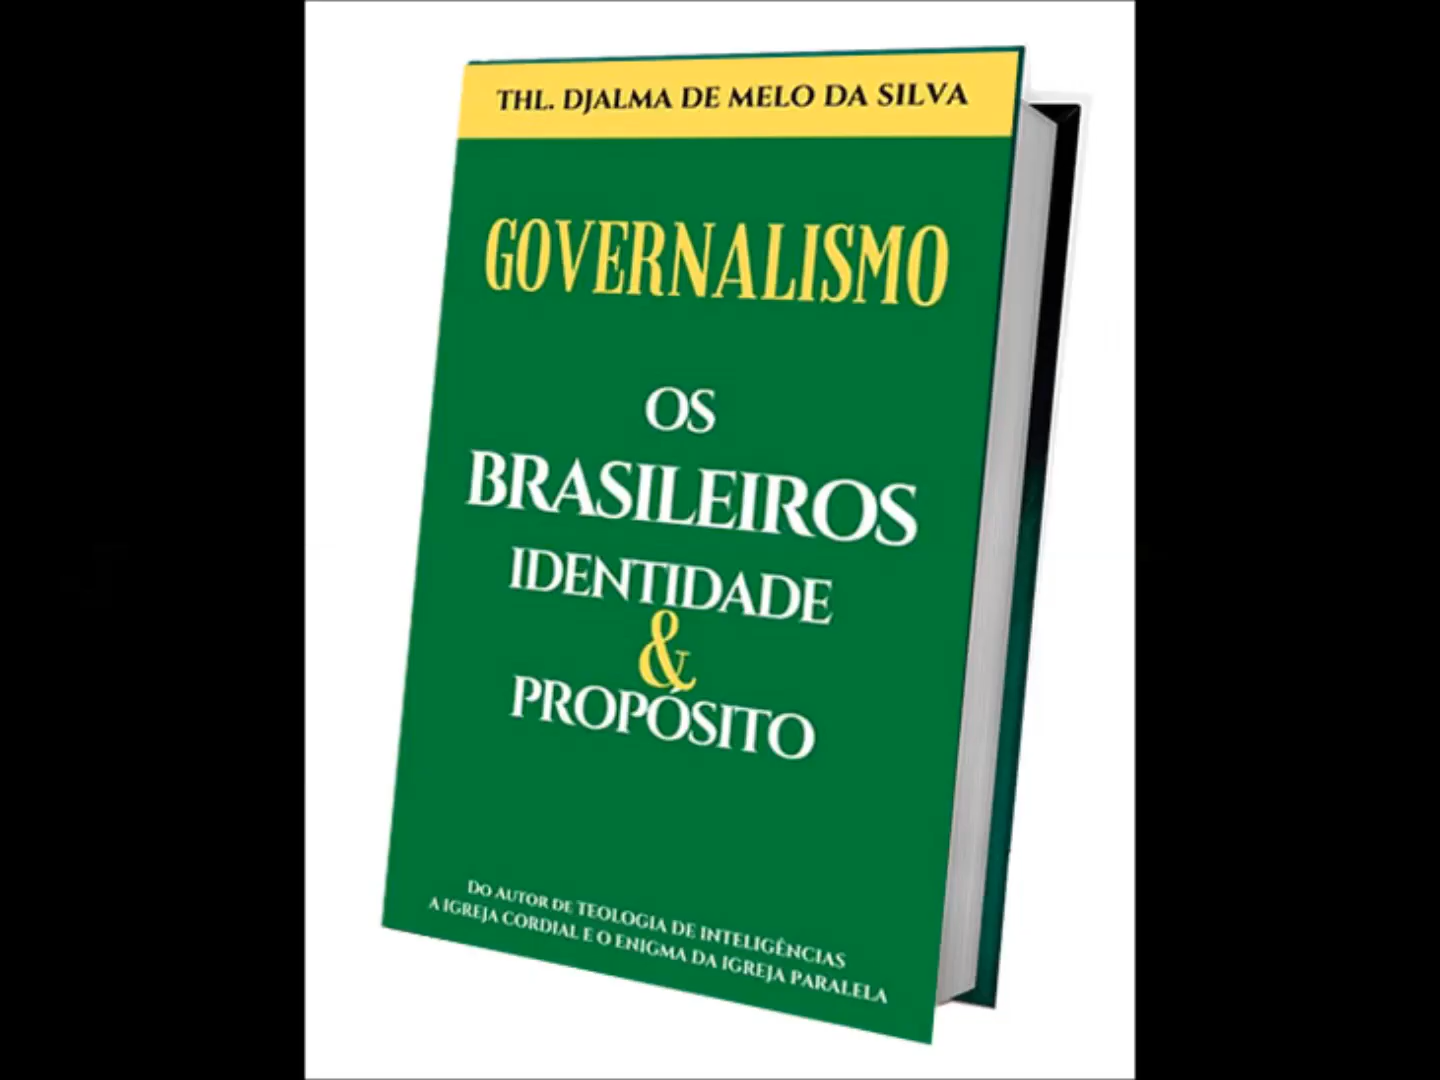 THL. DJALMA DE MELO DA SILVA
GOVERNALISMO
OS
BRASILEIROS
IDENTIDADE
&
PROPÓSITO
DO AUTOR DE TEOLOGIA DE INTELIGÊNCIAS
A IGREJA CORDIAL E O ENIGMA DA IGREJA PARALELA